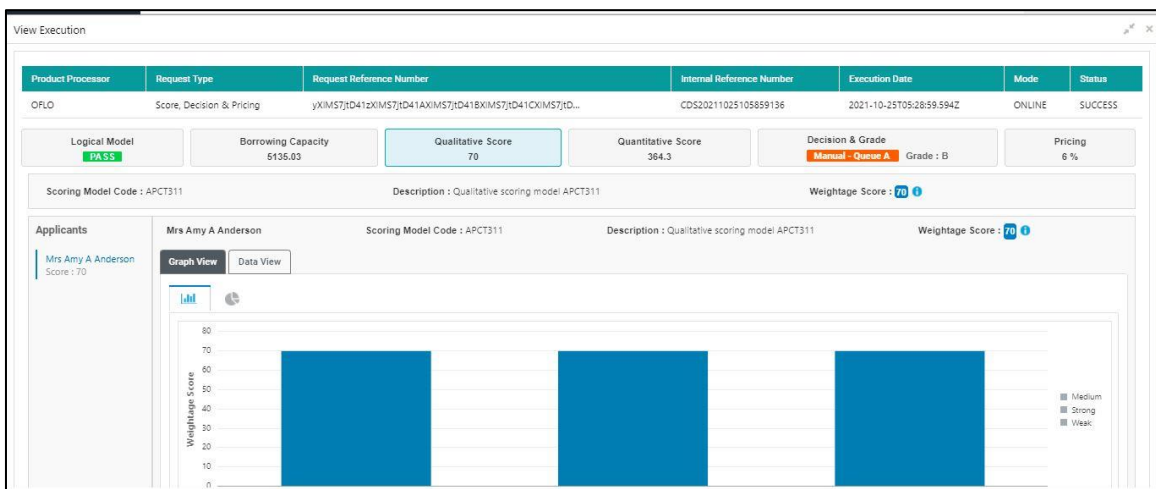 View Execution
Product Processor Request Type Request Reference Number Internal Reference Number Execution Date Mode Status
OFLO Score, Decision & Pricing yXIMS7jtD41zXIMS7jtD41AXIMS7jtD41BXIMS7jtD41CXIMS7jtD... CDS20211025105859136 2021-10-25T05:28:59.594Z ONLINE SUCCESS
Logical Model Borrowing Capacity Qualitative Score Quantitative Score Decision & Grade Pricing
PASS 5135.03 70 364.3 Manual - Queue A Grade : B 6 %
Scoring Model Code : APCT311 Description : Qualitative scoring model APCT311 Weightage Score : 70
Applicants Mrs Amy A Anderson Scoring Model Code : APCT311 Description : Qualitative scoring model APCT311 Weightage Score : 70
Mrs Amy A Anderson
Score : 70
Graph View Data View
80
70
60
50
40
30
20
10
0
Weightage Score
Medium
Strong
Weak